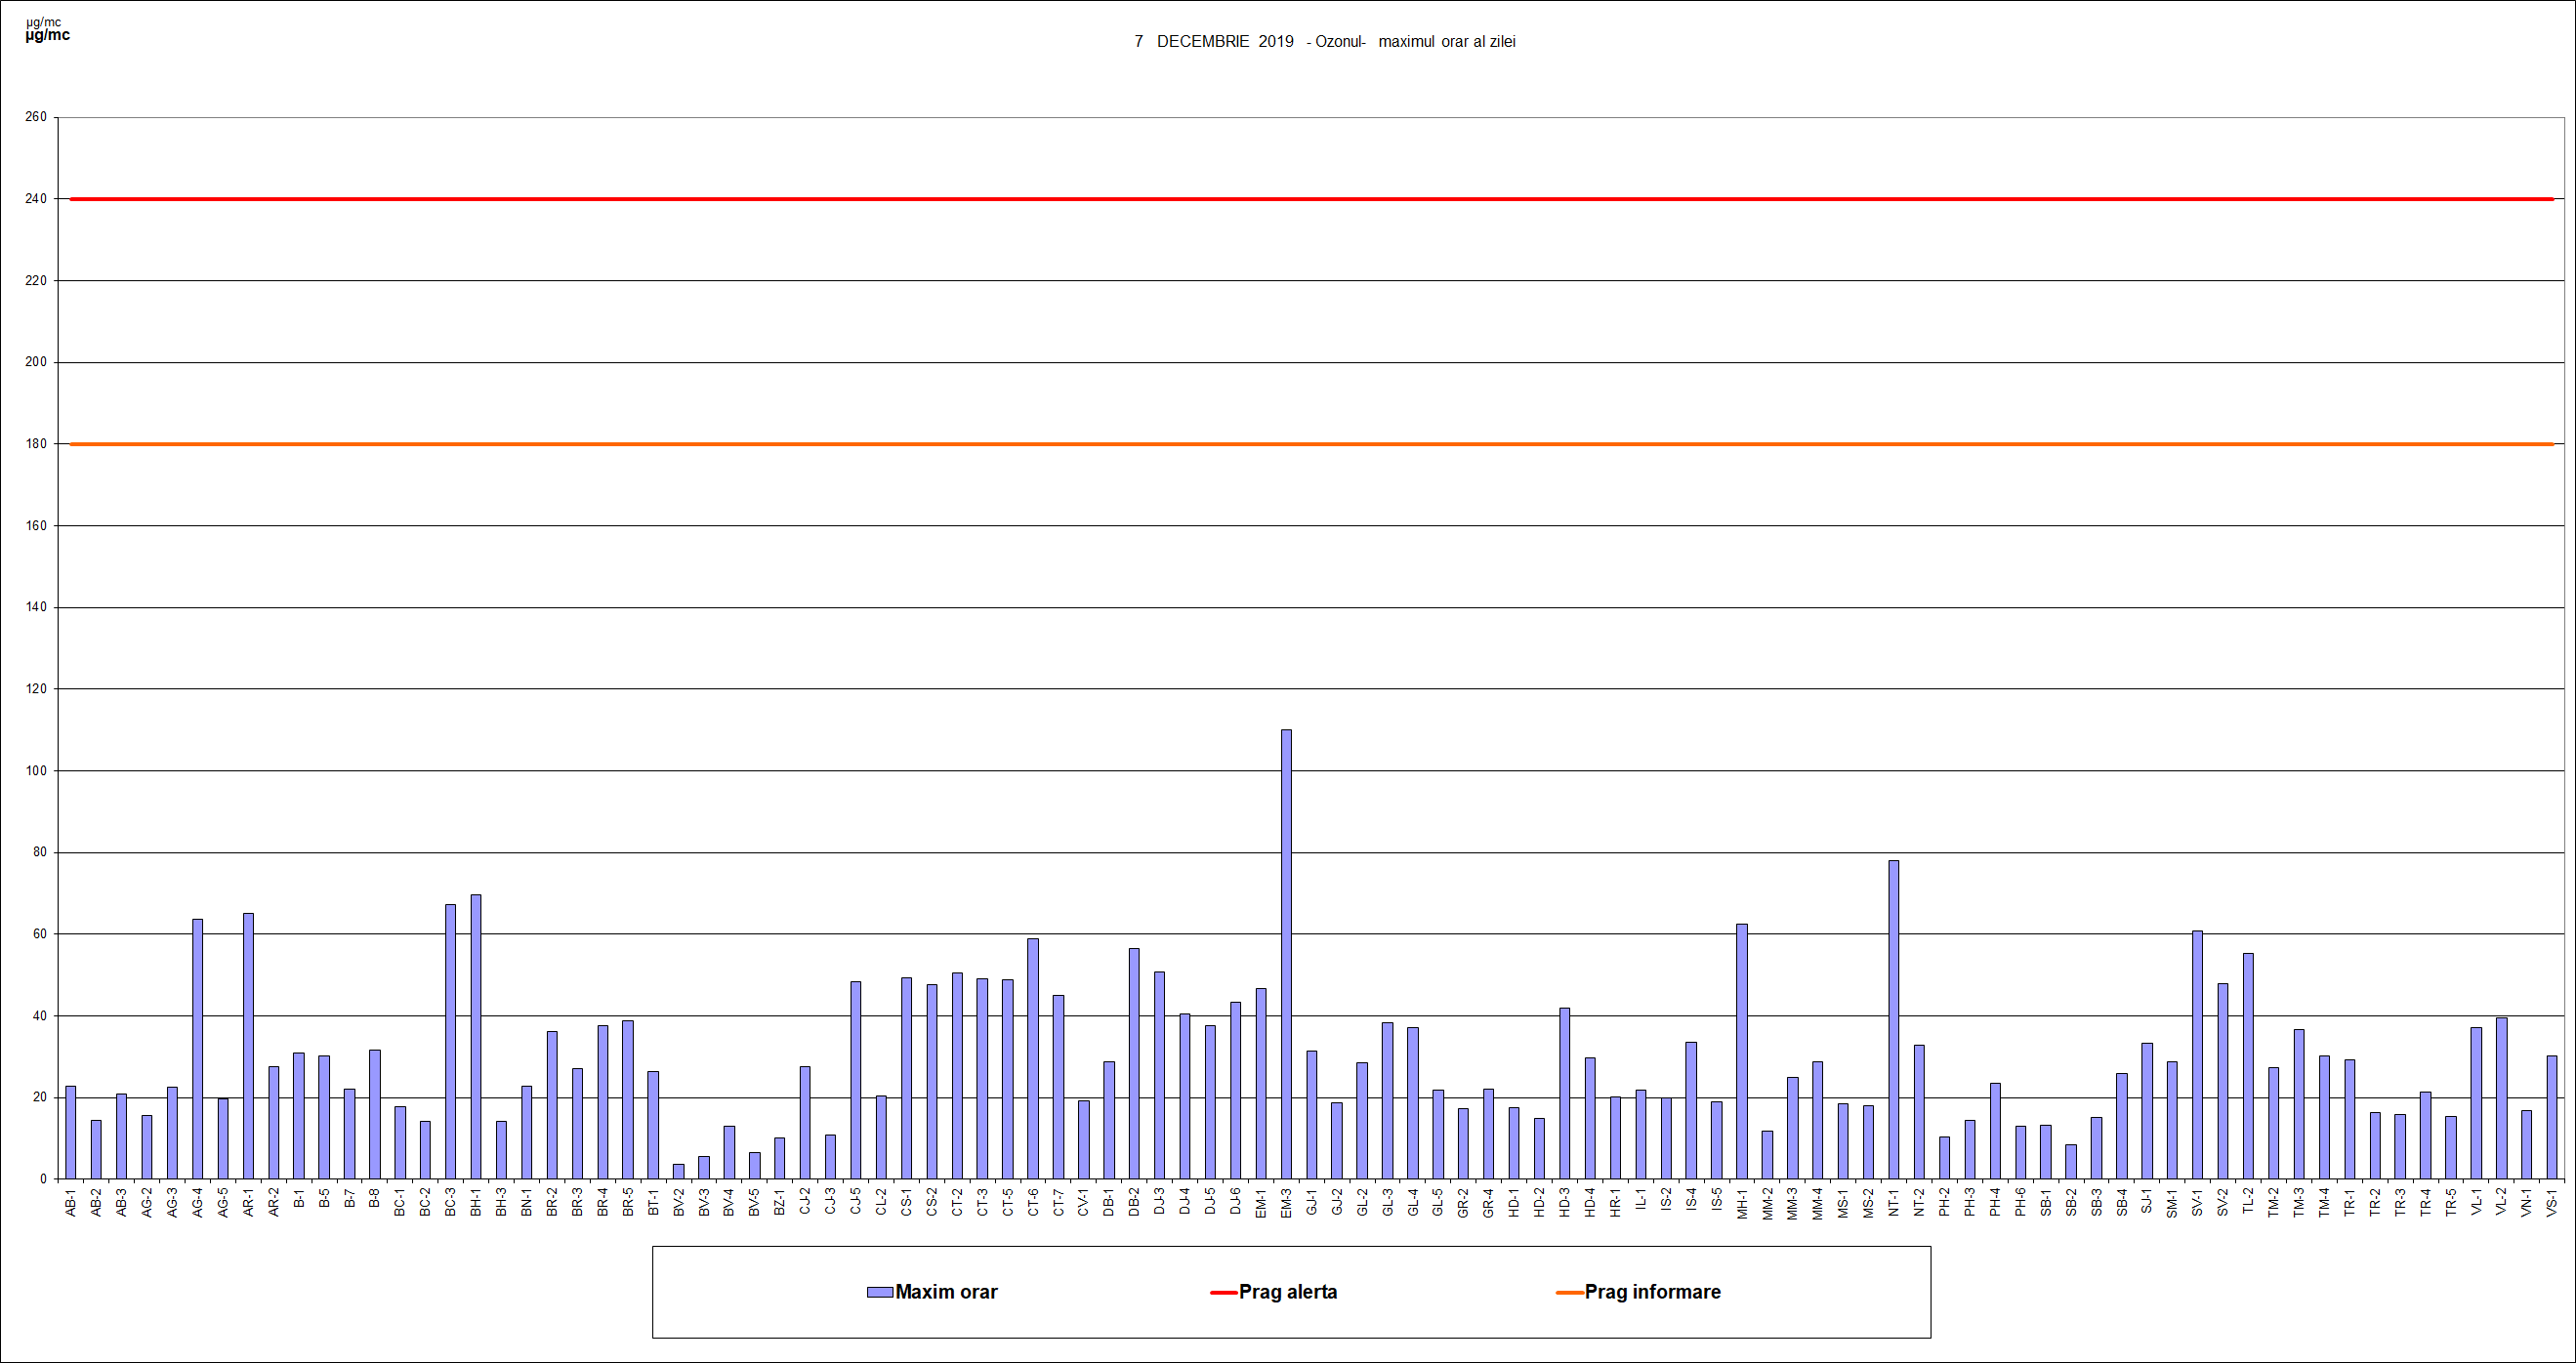 µg/mc
µg/mc
7 DECEMBRIE 2019 - Ozonul- maximul orar al zilei
260
240
220
200
180
160
140
120
100
80
60
40
20
0
AB-1 AB-2 AB-3 AG-2 AG-3 AG-4 AG-5 AR-1 AR-2 B-1 B-5 B-7 B-8 BC-1 BC-2 BC-3 BH-1 BH-3 BN-1 BR-2 BR-3 BR-4 BR-5 BT-1 BV-2 BV-3 BV-4 BV-5 BZ-1 CJ-2 CJ-3 CJ-5 CL-2 CS-1 CS-2 CT-2 CT-3 CT-5 CT-6 CT-7 CV-1 DB-1 DB-2 DJ-3 DJ-4 DJ-5 DJ-6 EM-1 EM-3 GJ-1 GJ-2 GL-2 GL-3 GL-4 GL-5 GR-2 GR-4 HD-1 HD-2 HD-3 HD-4 HR-1 IL-1 IS-2 IS-4 IS-5 MH-1 MM-2 MM-3 MM-4 MS-1 MS-2 NT-1 NT-2 PH-2 PH-3 PH-4 PH-6 SB-1 SB-2 SB-3 SB-4 SJ-1 SM-1 SV-1 SV-2 TL-2 TM-2 TM-3 TM-4 TR-1 TR-2 TR-3 TR-4 TR-5 VL-1 VL-2 VN-1 VS-1
Maxim orar Prag alerta Prag informare